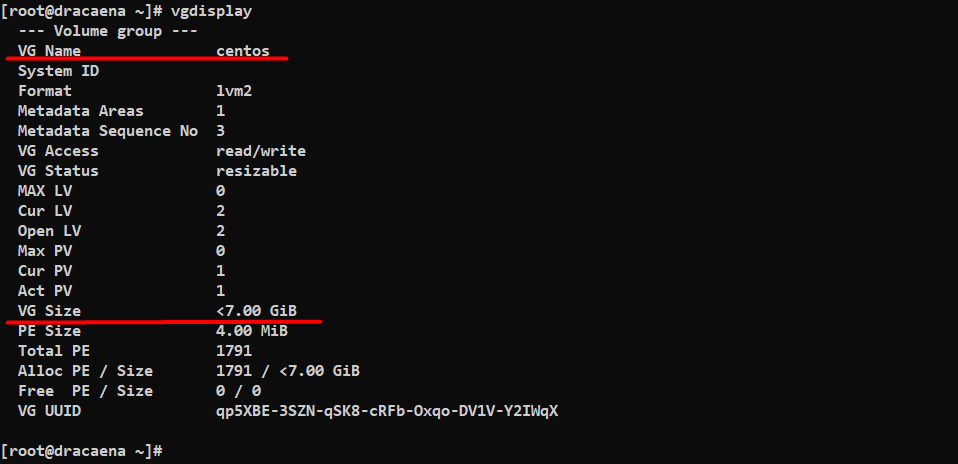 [root@dracaena ~]# vgdisplay
  --- Volume group ---
  VG Name               centos
  System ID
  Format                lvm2
  Metadata Areas        1
  Metadata Sequence No  3
  VG Access             read/write
  VG Status             resizable
  MAX LV                0
  Cur LV                2
  Open LV               2
  Max PV                0
  Cur PV                1
  Act PV                1
  VG Size               <7.00 GiB
  PE Size               4.00 MiB
  Total PE              1791
  Alloc PE / Size       1791 / <7.00 GiB
  Free  PE / Size       0 / 0
  VG UUID               qp5XBE-3SZN-qSK8-cRFb-Oxqo-DV1V-Y2IWqX

[root@dracaena ~]#